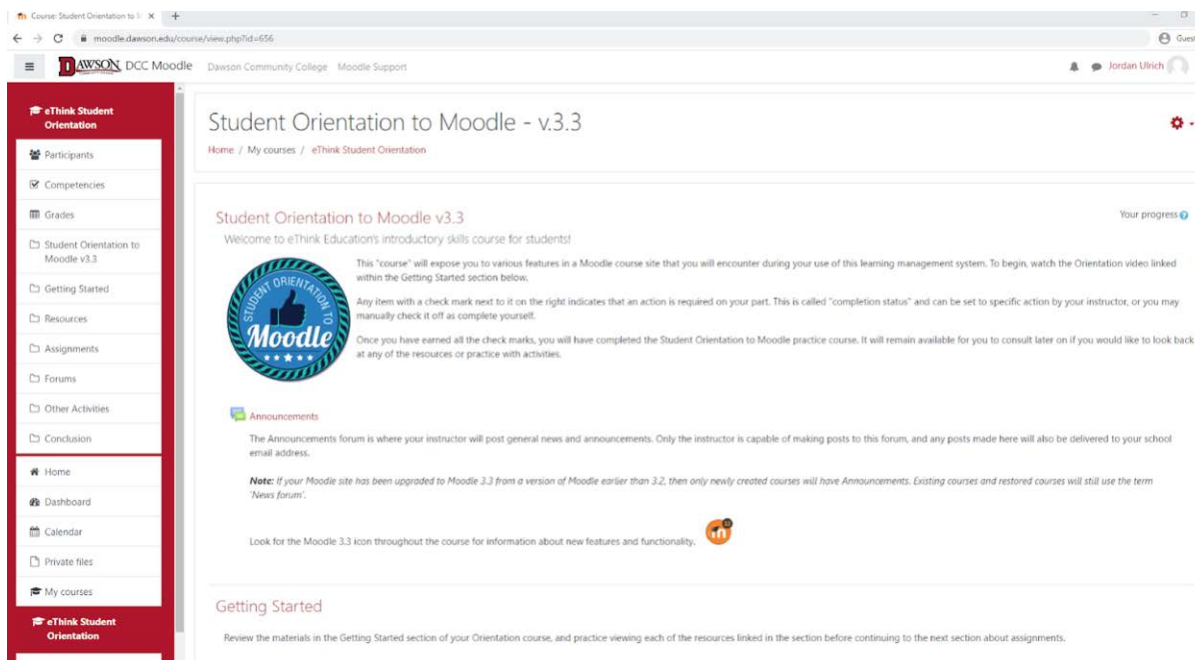 Course: Student Orientation to
moodle.dawson.edu/course/view.php?id=656
Guest
DAWSON DCC Moodle Dawson Community College Moodle Support
Jordan Ulrich
eThink Student
Orientation
Participants
Competencies
Grades
Student Orientation to
Moodle v3.3
Getting Started
Resources
Assignments
Forums
Other Activities
Conclusion
Home
Dashboard
Calendar
Private files
My courses
eThink Student
Orientation
Student Orientation to Moodle - v.3.3
Home / My courses / eThink Student Orientation
Student Orientation to Moodle v3.3
Your progress
Welcome to eThink Education's introductory skills course for students!
STUDENT ORIENTATION TO
Moodle
This "course" will expose you to various features in a Moodle course site that you will encounter during your use of this learning management system. To begin, watch the Orientation video linked
within the Getting Started section below.
Any item with a check mark next to it on the right indicates that an action is required on your part. This is called "completion status" and can be set to specific action by your instructor, or you may
manually check it off as complete yourself.
Once you have earned all the check marks, you will have completed the Student Orientation to Moodle practice course. It will remain available for you to consult later on if you would like to look back
at any of the resources or practice with activities.
Announcements
The Announcements forum is where your instructor will post general news and announcements. Only the instructor is capable of making posts to this forum, and any posts made here will also be delivered to your school
email address.
Note: If your Moodle site has been upgraded to Moodle 3.3 from a version of Moodle earlier than 3.2, then only newly created courses will have Announcements. Existing courses and restored courses will still use the term
'News forum'.
Look for the Moodle 3.3 icon throughout the course for information about new features and functionality.
Getting Started
Review the materials in the Getting Started section of your Orientation course, and practice viewing each of the resources linked in the section before continuing to the next section about assignments.